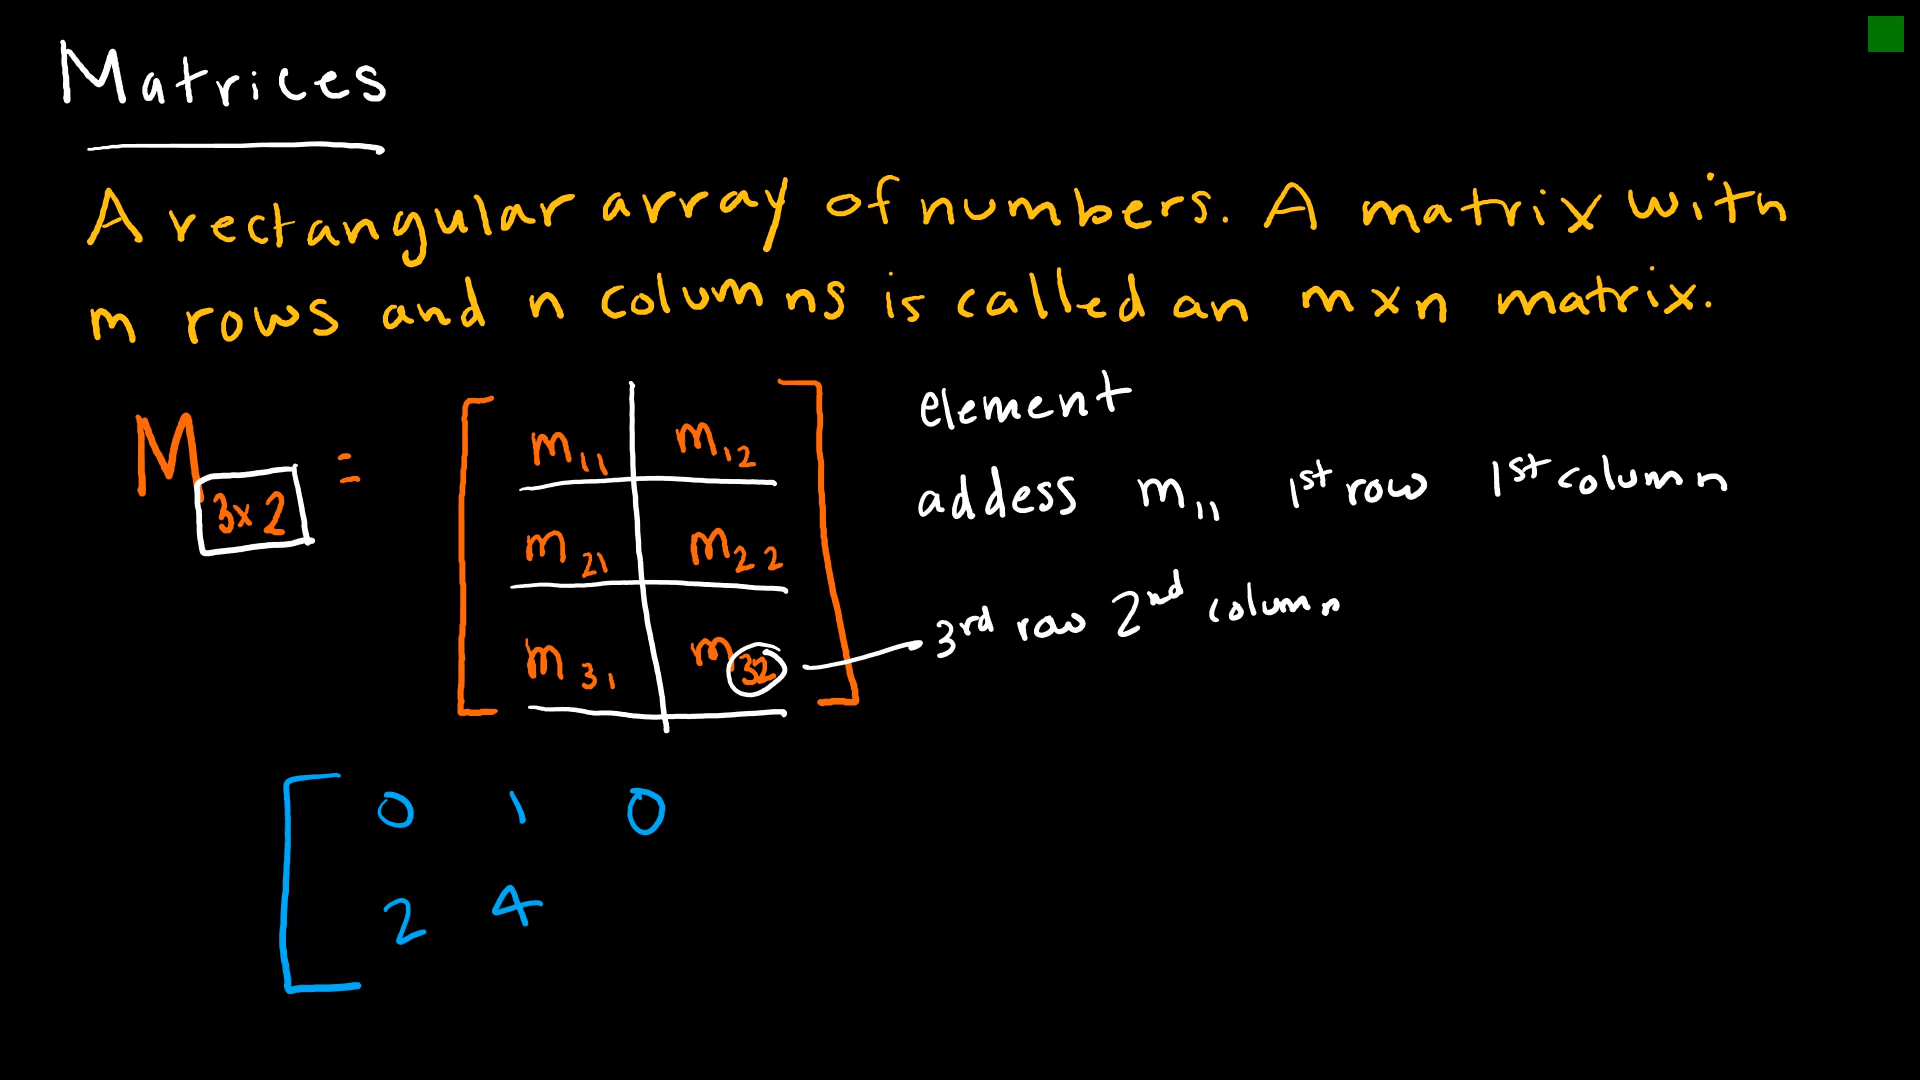 Matrices
A rectangular array of numbers. A matrix with
m rows and n columns is called an mxn matrix.
M 3x2 = [ m11 m12
m21 m22
m31 m32 ]
element
addess m11 1st row 1st column
3rd row 2nd column
[ 0 1 0
2 4